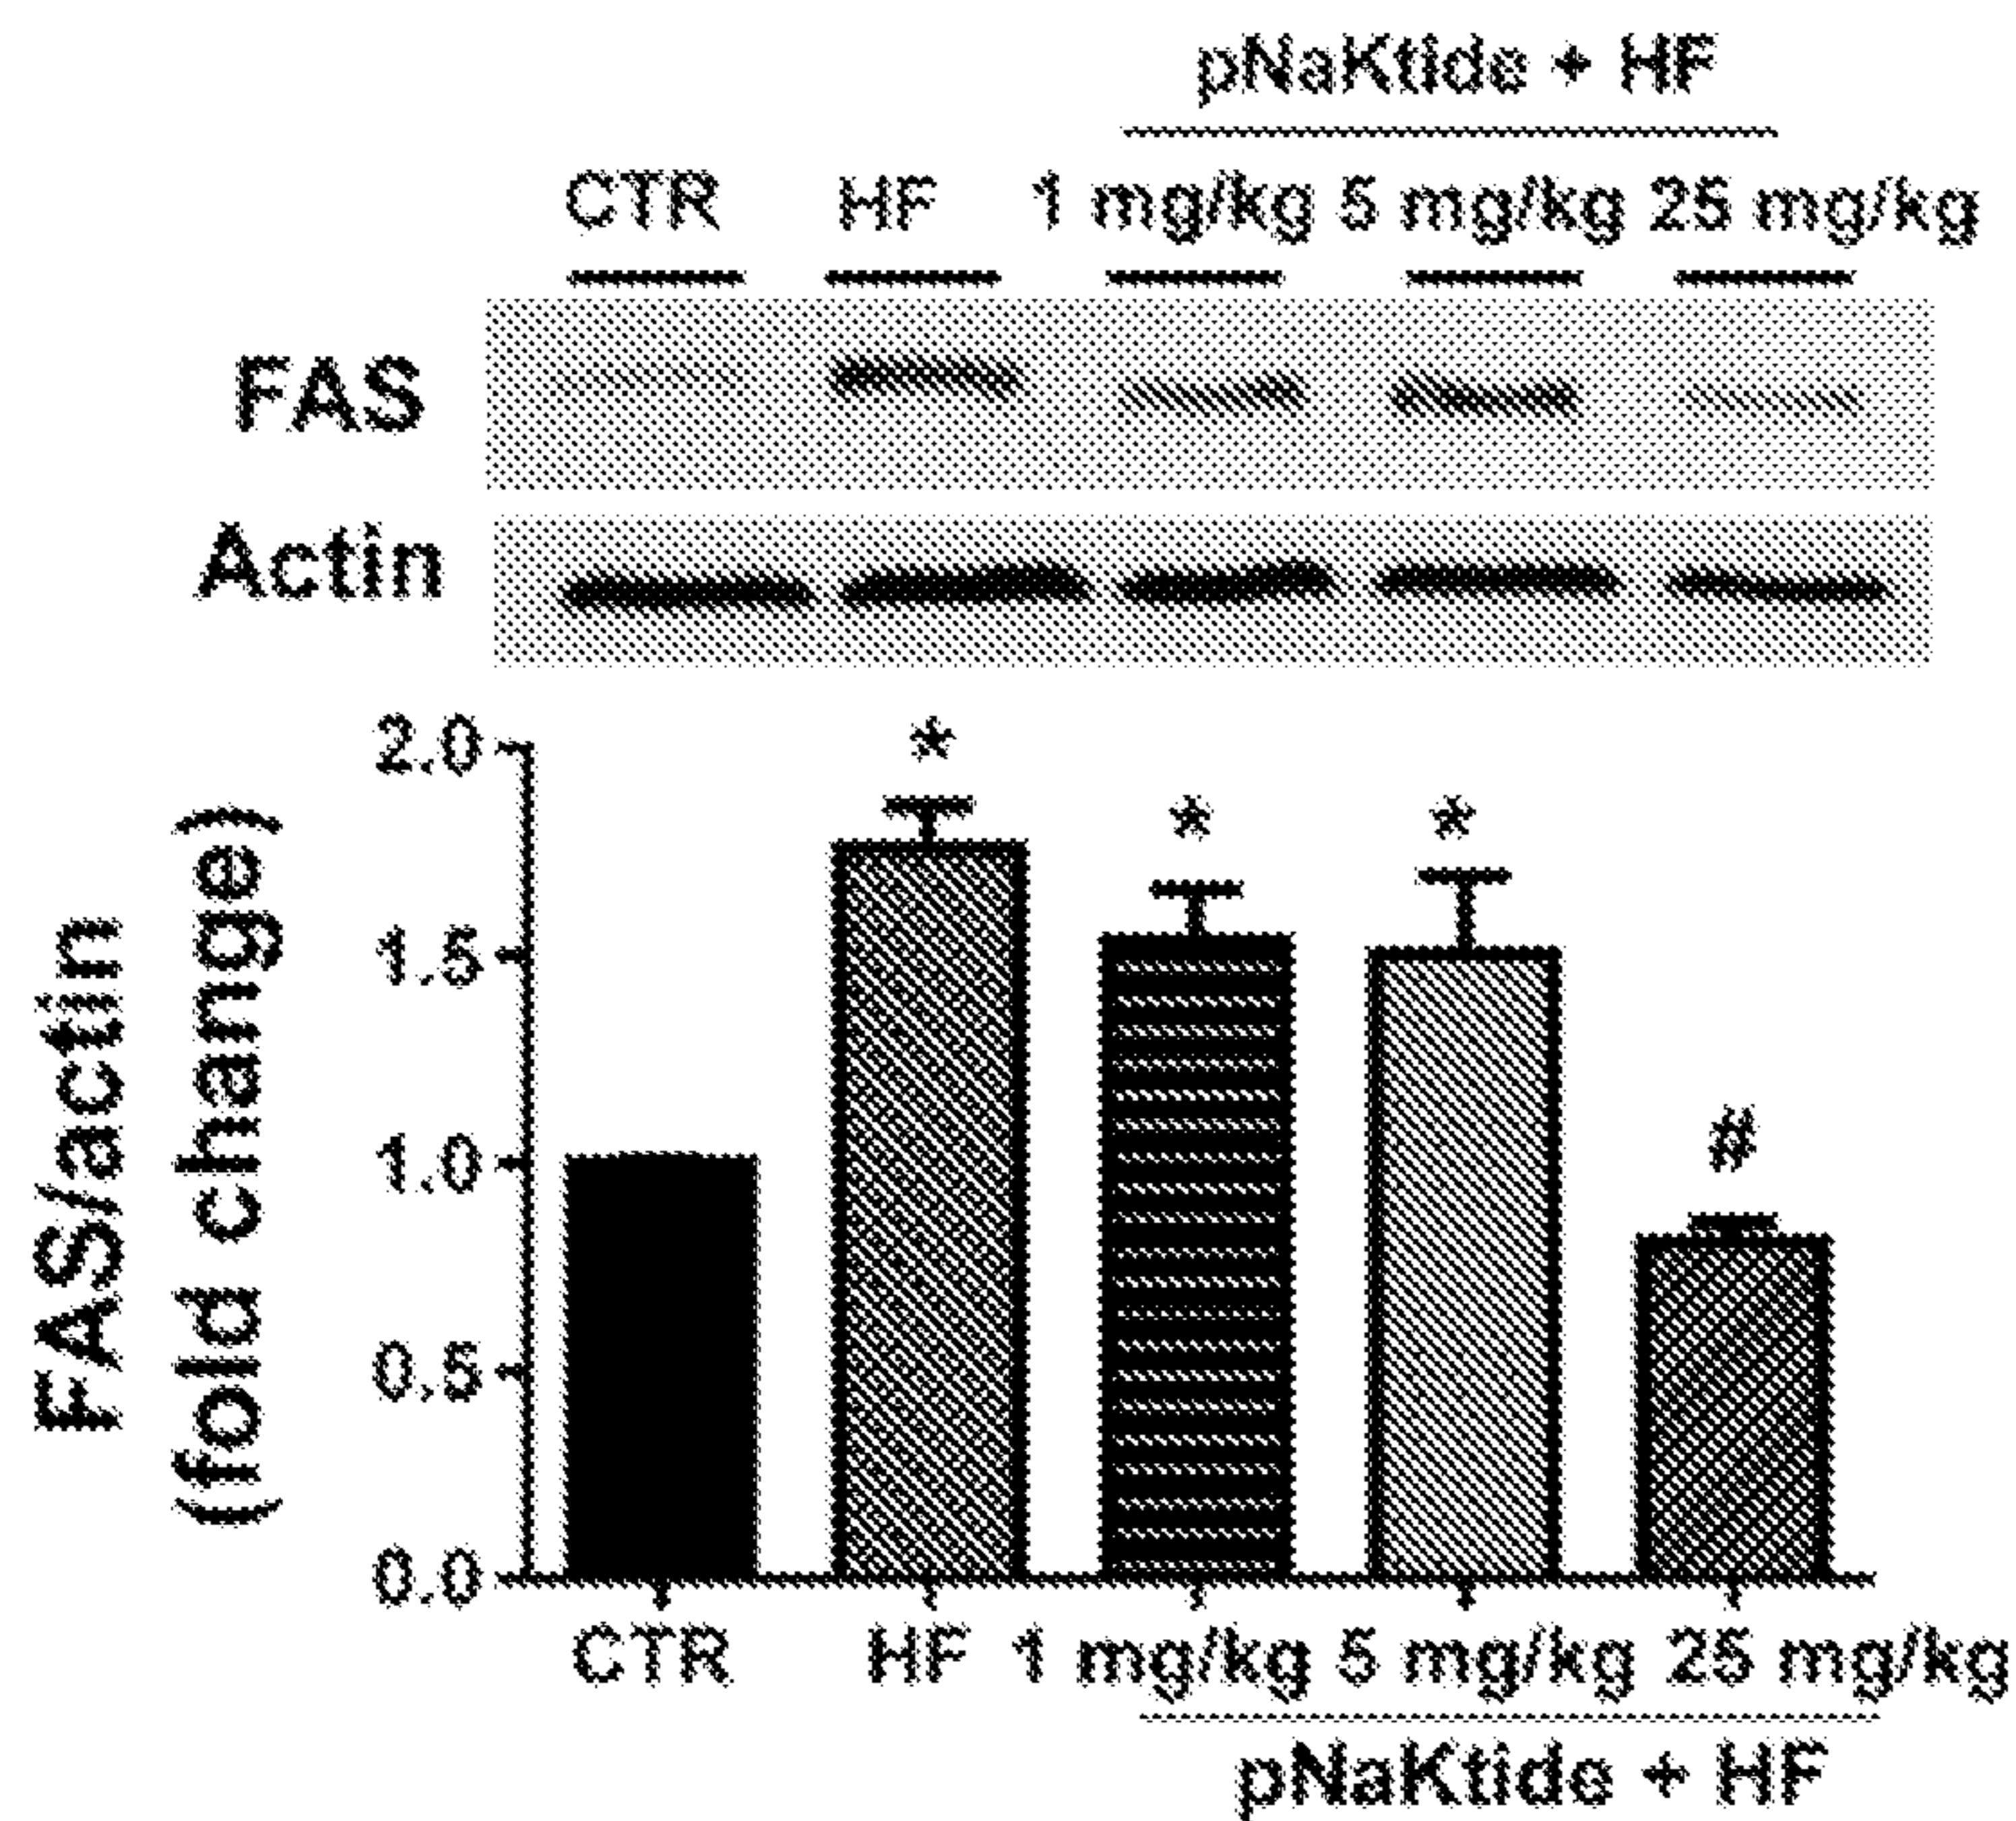 pNaKtide + HF
CTR HF 1 mg/kg 5 mg/kg 25 mg/kg
FAS
Actin
FAS/actin
(fold change)
2.0
1.5
1.0
0.5
0.0
*
*
*
#
CTR HF 1 mg/kg 5 mg/kg 25 mg/kg
pNaKtide + HF